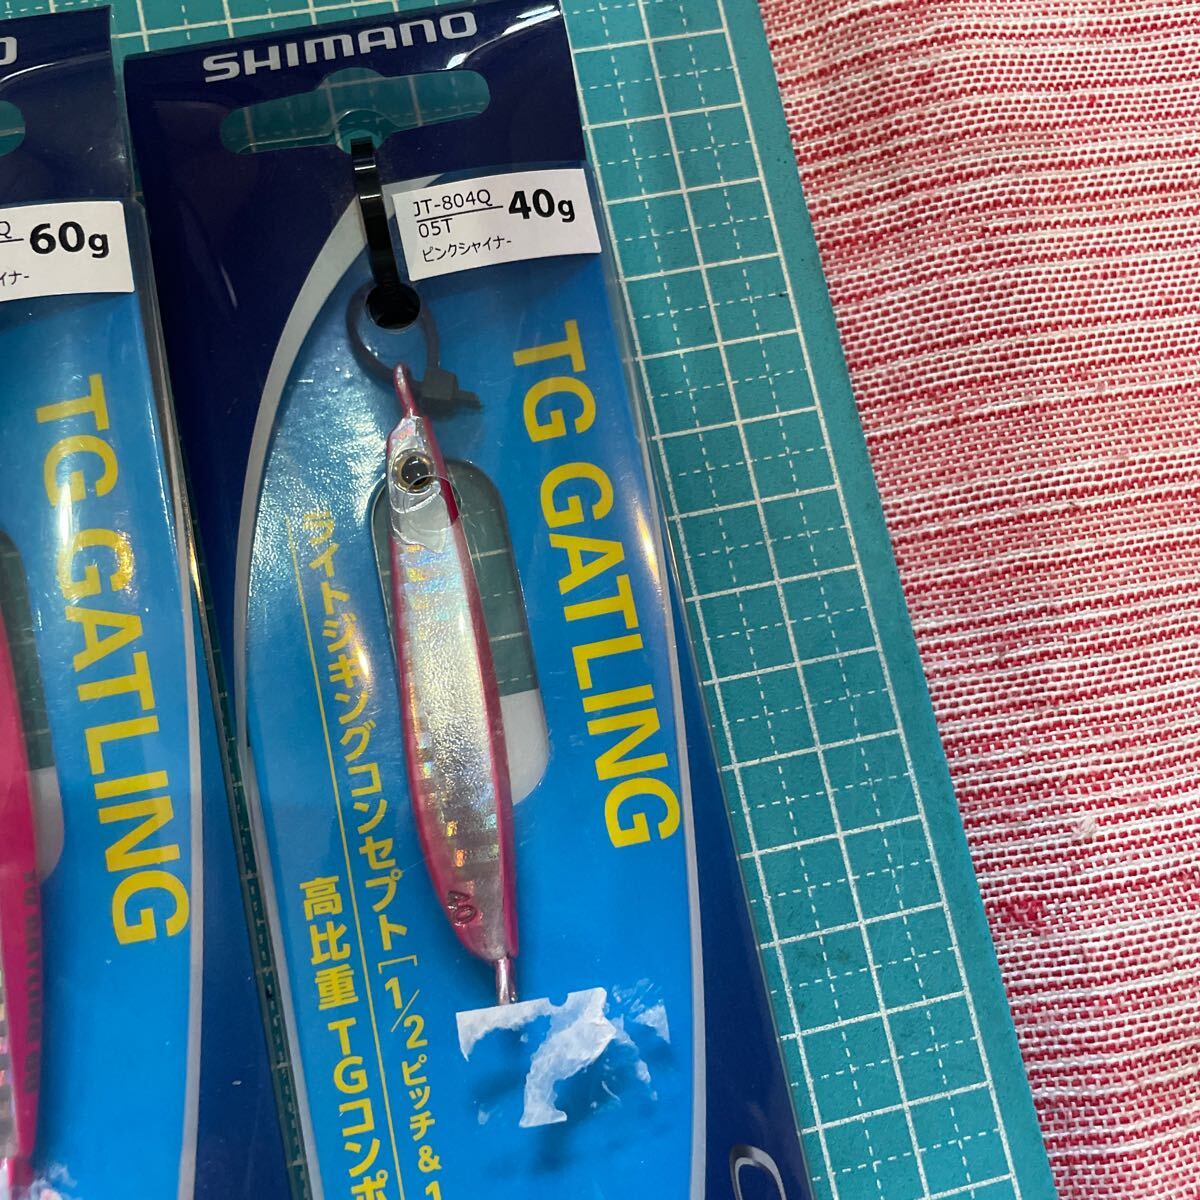 SHIMANO
JT-804Q
05T
ピンクシャイナー
40g
60g
TG GATLING
TG GATLING
ライトジギングコンセプト [1/2ピッチ&1
高比重TGコンポ
40